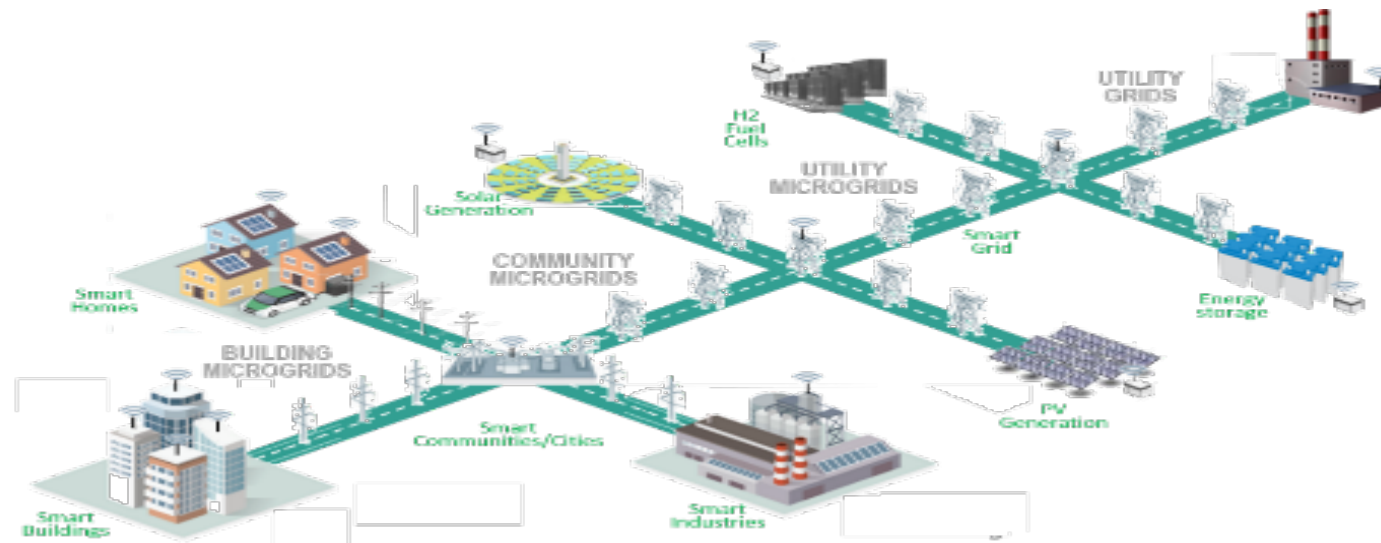 UTILITY
GRIDS
H2
Fuel
Cells
UTILITY
MICROGRIDS
Solar
Generation
Smart
Grid
COMMUNITY
MICROGRIDS
Smart
Homes
Energy
storage
BUILDING
MICROGRIDS
PV
Generation
Smart
Communities/Cities
Smart
Industries
Smart
Buildings